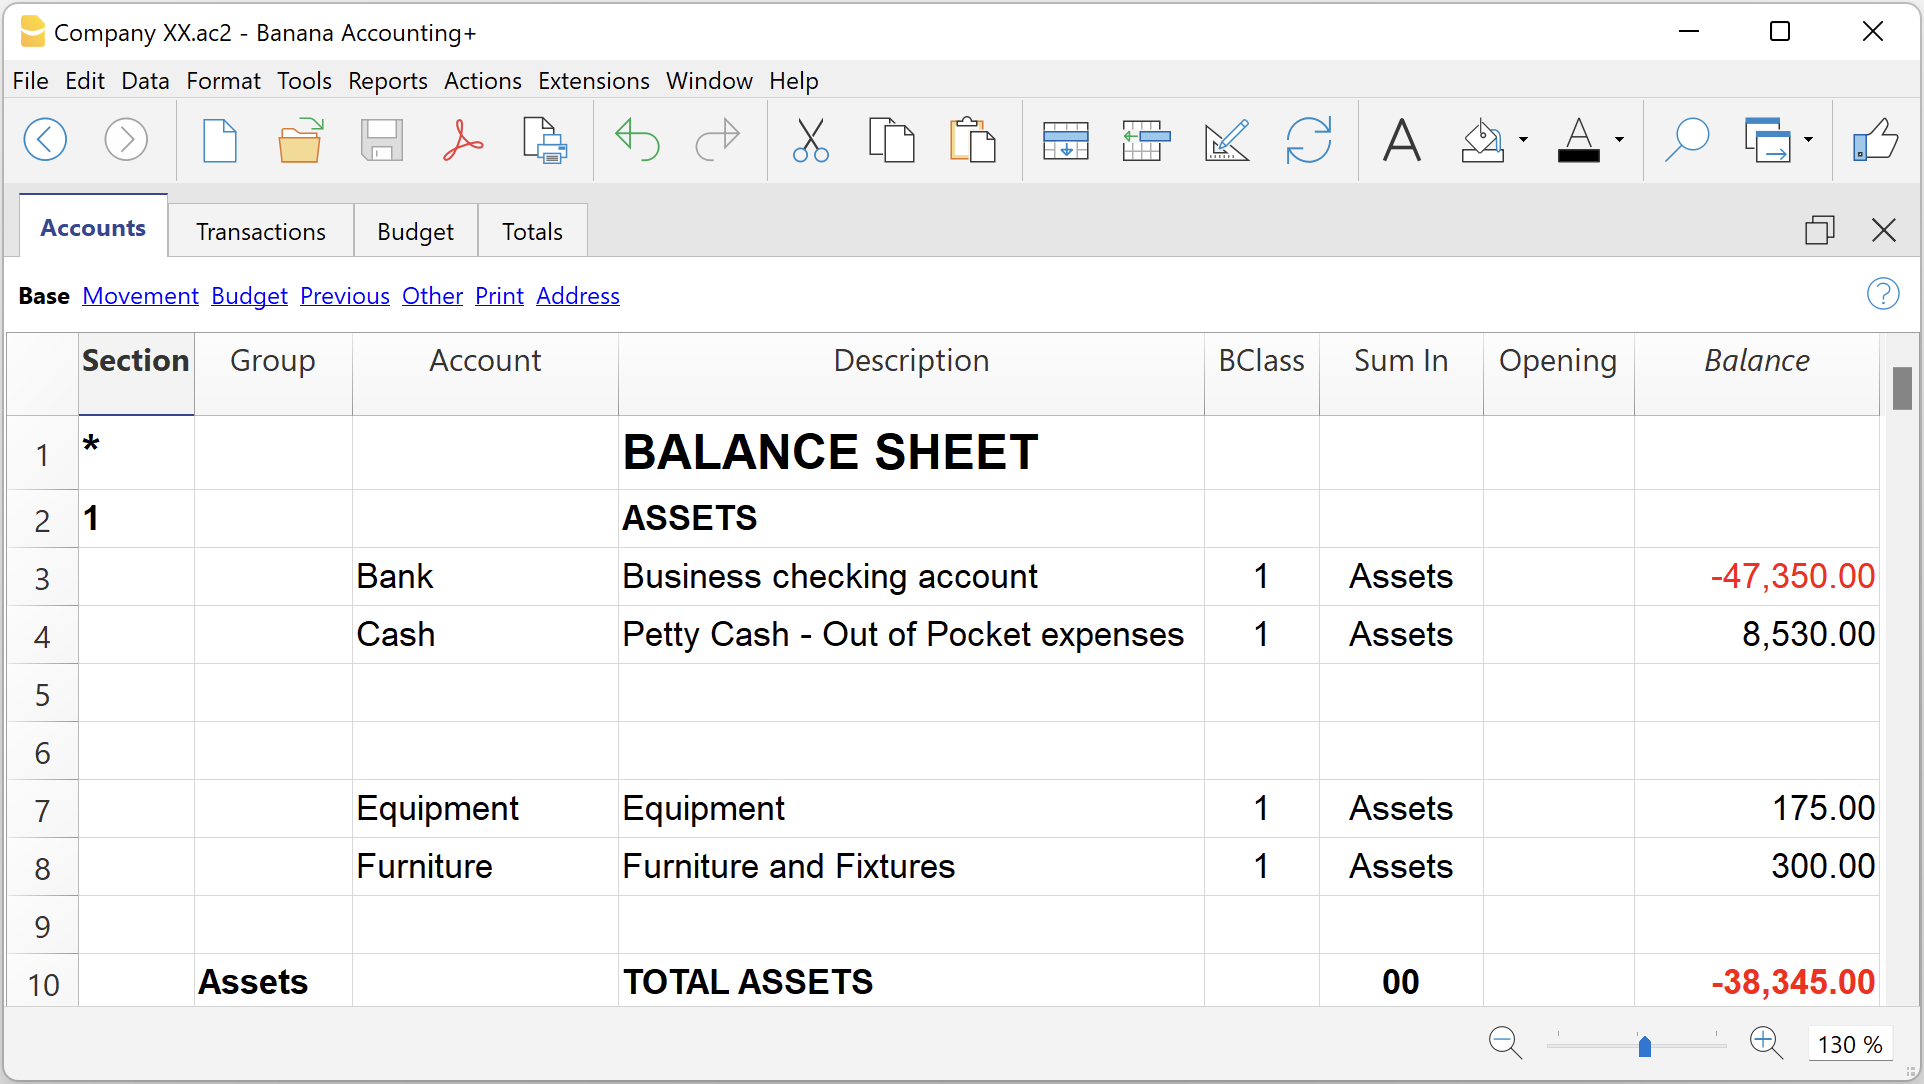 Company XX.ac2 - Banana Accounting+
File Edit Data Format Tools Reports Actions Extensions Window Help
Accounts Transactions Budget Totals
Base Movement Budget Previous Other Print Address ?
Section Group Account Description BClass Sum In Opening Balance
1 * BALANCE SHEET
2 1 ASSETS
3 Bank Business checking account 1 Assets -47,350.00
4 Cash Petty Cash - Out of Pocket expenses 1 Assets 8,530.00
5
6
7 Equipment Equipment 1 Assets 175.00
8 Furniture Furniture and Fixtures 1 Assets 300.00
9
10 Assets TOTAL ASSETS 00 -38,345.00
130 %